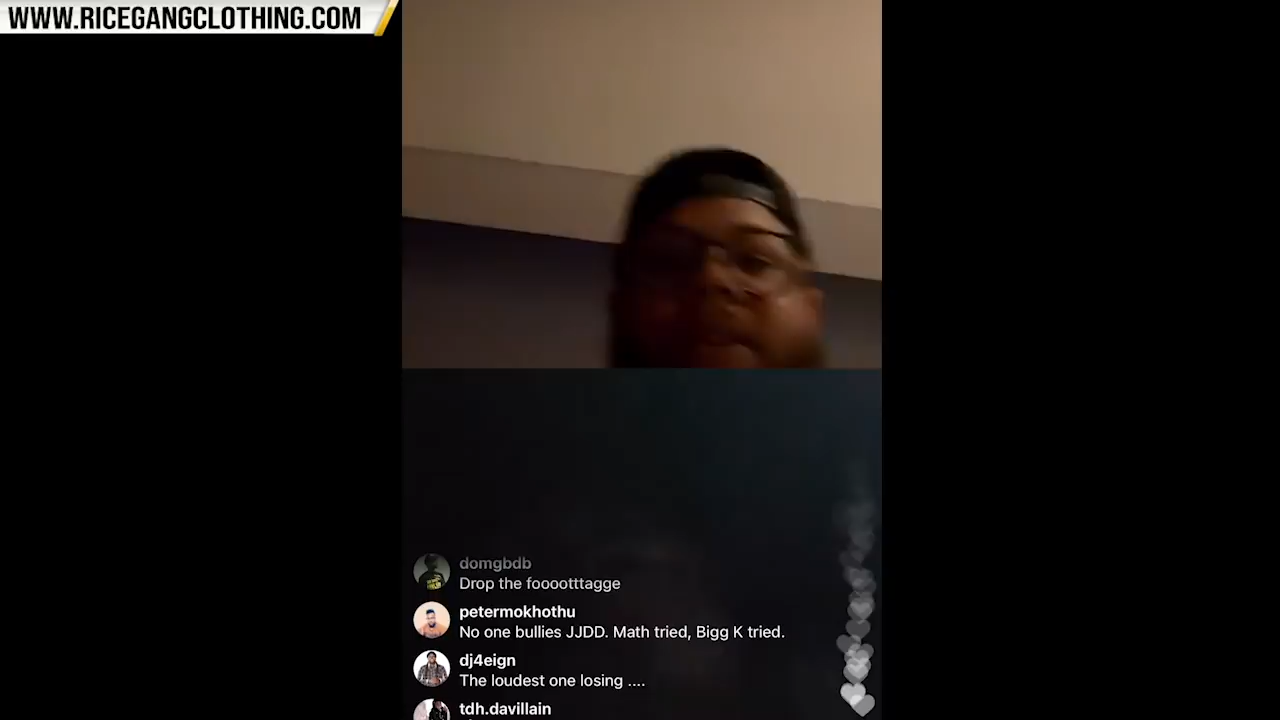 WWW.RICEGANGCLOTHING.COM
domgbdb
Drop the foooottttagge
petermokhothu
No one bullies JJDD. Math tried, Bigg K tried.
dj4eign
The loudest one losing ....
tdh.davillain